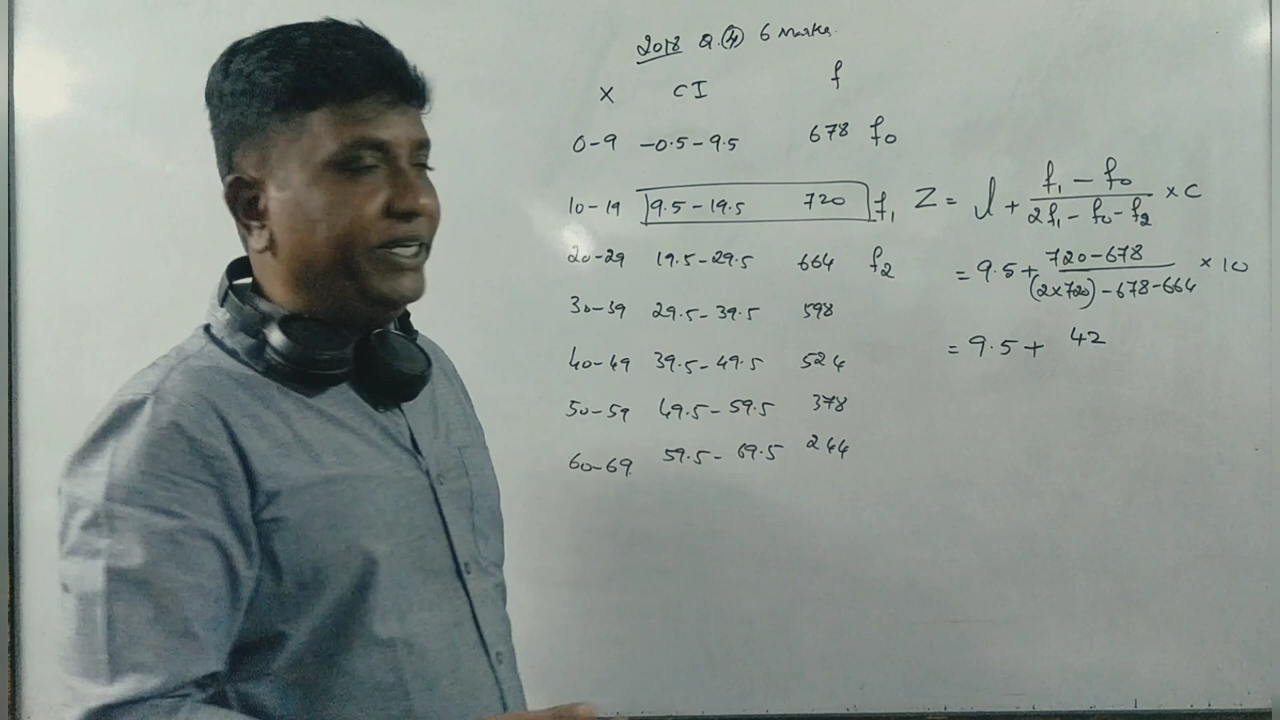 2018 Q.(4) 6 Marks.
X CI f
0-9 -0.5-9.5 678 f₀
10-19 9.5-19.5 720 f₁
20-29 19.5-29.5 664 f₂
30-39 29.5-39.5 598
40-49 39.5-49.5 524
50-59 49.5-59.5 378
60-69 59.5-69.5 244
Z = l + (f₁ - f₀)/(2f₁ - f₀ - f₂) × c
= 9.5 + (720-678)/((2×720)-678-664) × 10
= 9.5 + 42